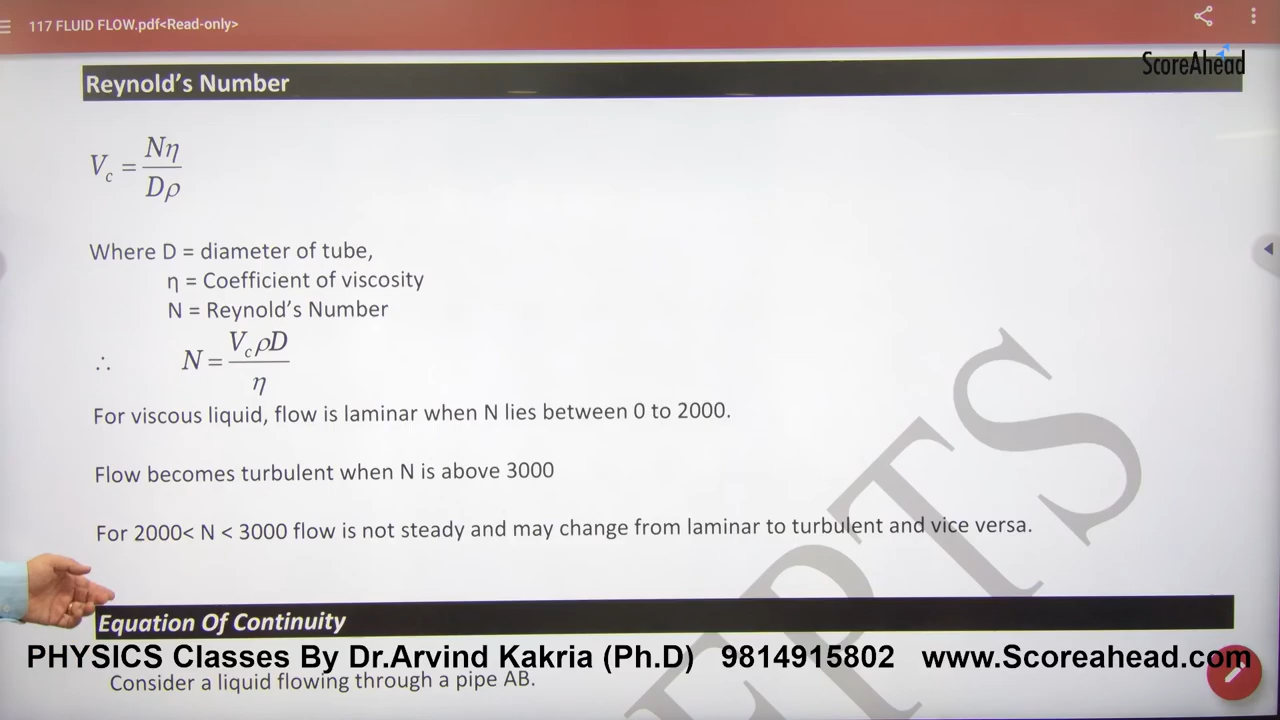 117 FLUID FLOW.pdf<Read-only>
ScoreAhead
Reynold's Number
V_c = Nη / Dρ
Where D = diameter of tube,
η = Coefficient of viscosity
N = Reynold's Number
∴ N = V_c ρD / η
For viscous liquid, flow is laminar when N lies between 0 to 2000.
Flow becomes turbulent when N is above 3000
For 2000< N < 3000 flow is not steady and may change from laminar to turbulent and vice versa.
Equation Of Continuity
PHYSICS Classes By Dr.Arvind Kakria (Ph.D) 9814915802 www.Scoreahead.com
Consider a liquid flowing through a pipe AB.
EPTS